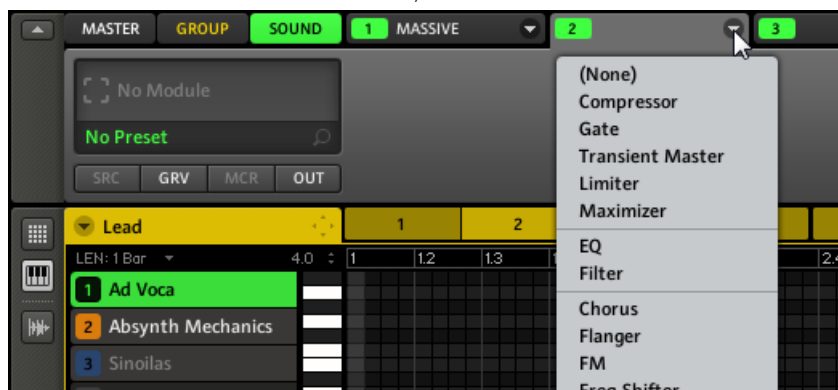 MASTER GROUP SOUND 1 MASSIVE 2 3
No Module
No Preset
SRC GRV MCR OUT
(None)
Compressor
Gate
Transient Master
Limiter
Maximizer
EQ
Filter
Chorus
Flanger
FM
Freq Shifter
Lead 1 2
LEN: 1 Bar 4.0 1 1.2 1.3
1 Ad Voca
2 Absynth Mechanics
3 Sinoilas